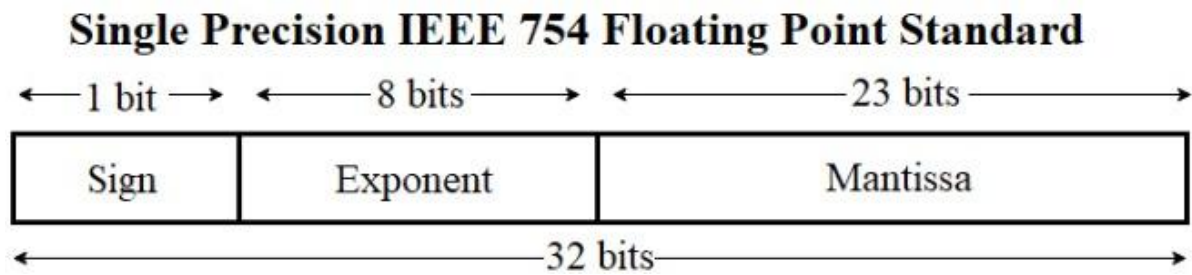 Single Precision IEEE 754 Floating Point Standard
1 bit 8 bits 23 bits
Sign Exponent Mantissa
32 bits